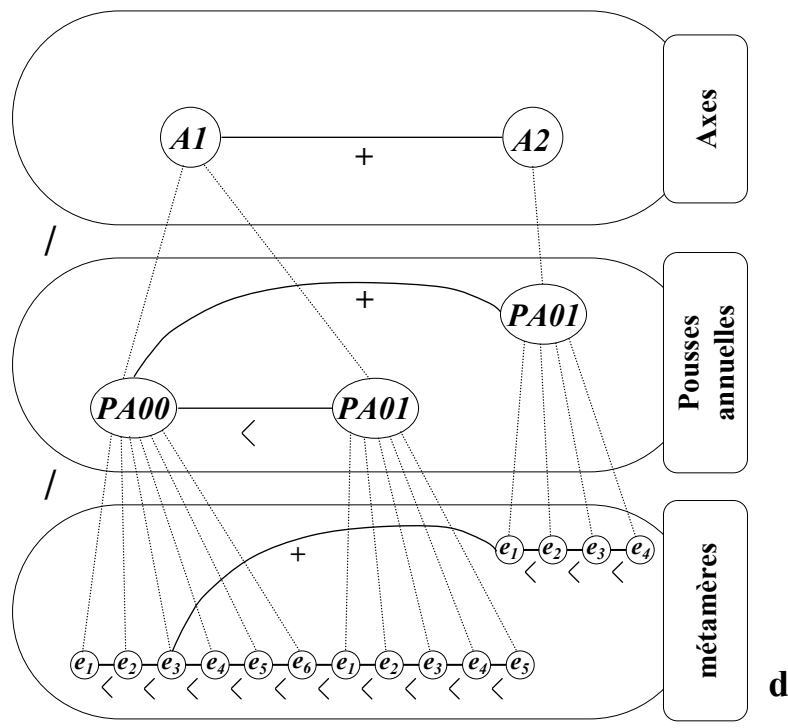 A1 + A2
Axes
/
PA01
+
PA00 < PA01
Pousses
annuelles
/
e1 e2 e3 e4
< < <
+
e1 e2 e3 e4 e5 e6 e1 e2 e3 e4 e5
< < < < < < < < < <
métamères
d